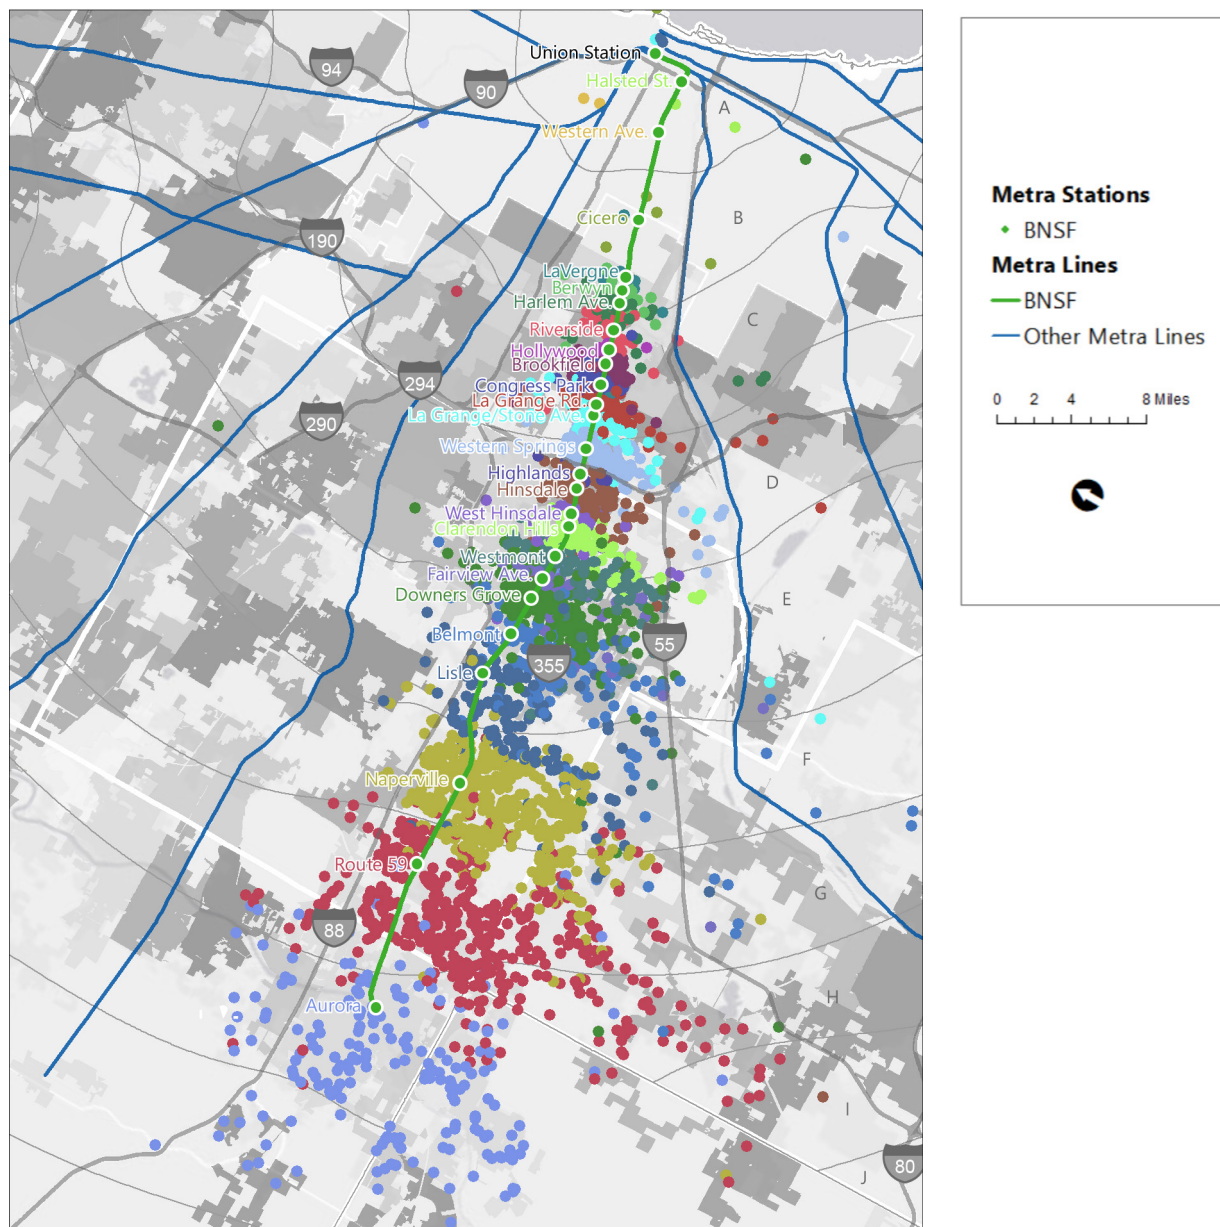 Union Station
94
90
Halsted St.
A
Western Ave.
Cicero
B
190
LaVergne
Berwyn
Harlem Ave.
C
Riverside
Hollywood
Brookfield
294
Congress Park
La Grange Rd.
290
La Grange/Stone Ave.
Western Springs
Highlands
D
Hinsdale
West Hinsdale
Clarendon Hills
Westmont
Fairview Ave.
Downers Grove
E
Belmont
55
355
Lisle
F
Naperville
Route 59
G
88
H
Aurora
I
80
J
Metra Stations
BNSF
Metra Lines
BNSF
Other Metra Lines
0 2 4 8 Miles